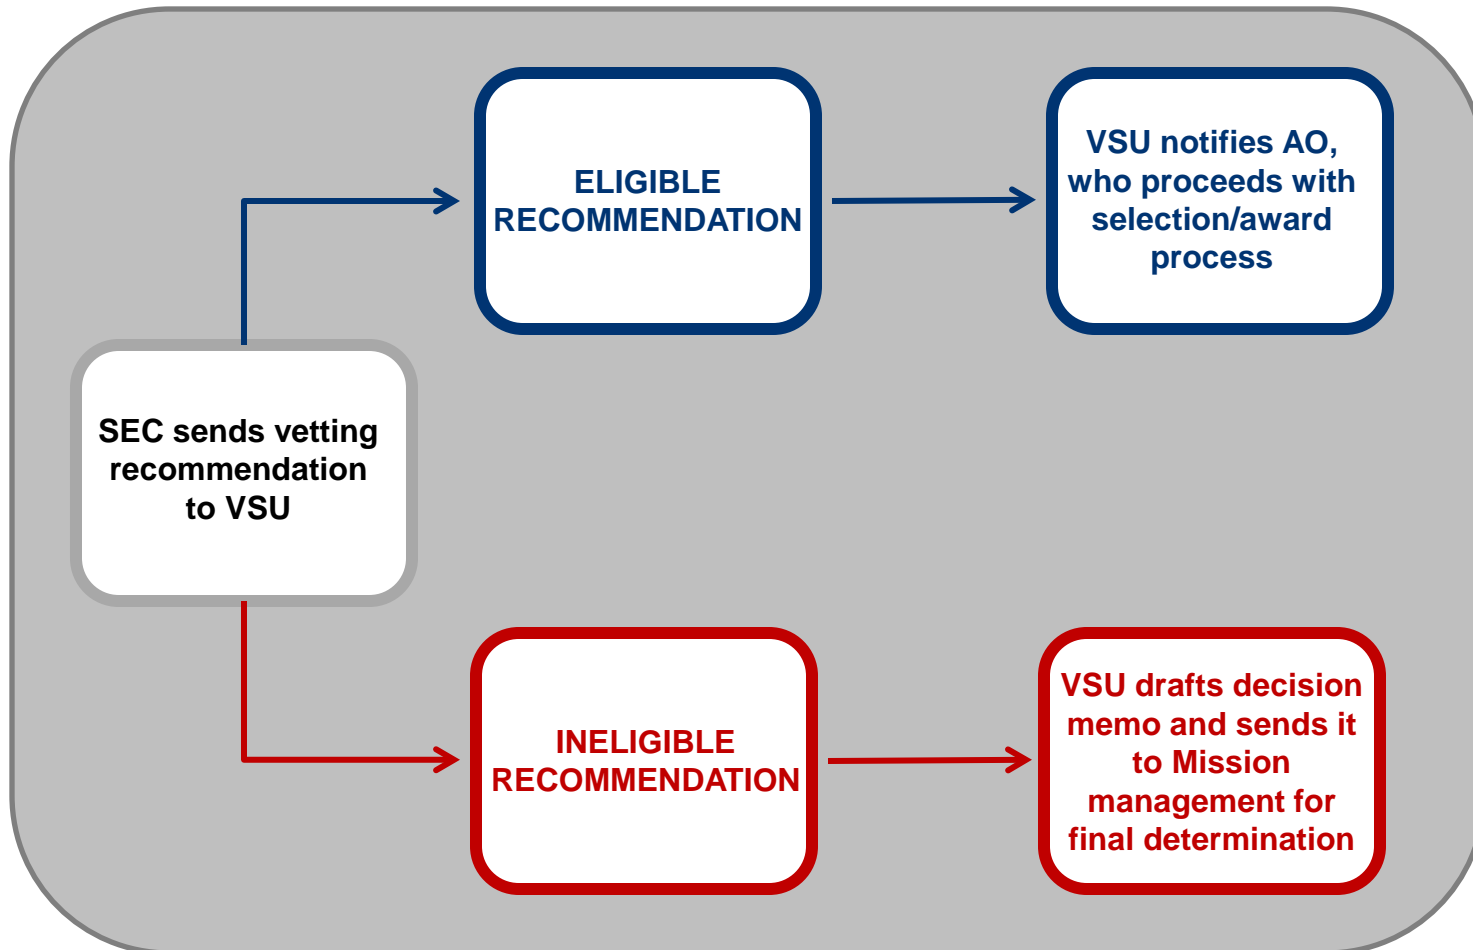 ELIGIBLE
RECOMMENDATION
VSU notifies AO,
who proceeds with
selection/award
process
SEC sends vetting
recommendation
to VSU
INELIGIBLE
RECOMMENDATION
VSU drafts decision
memo and sends it
to Mission
management for
final determination